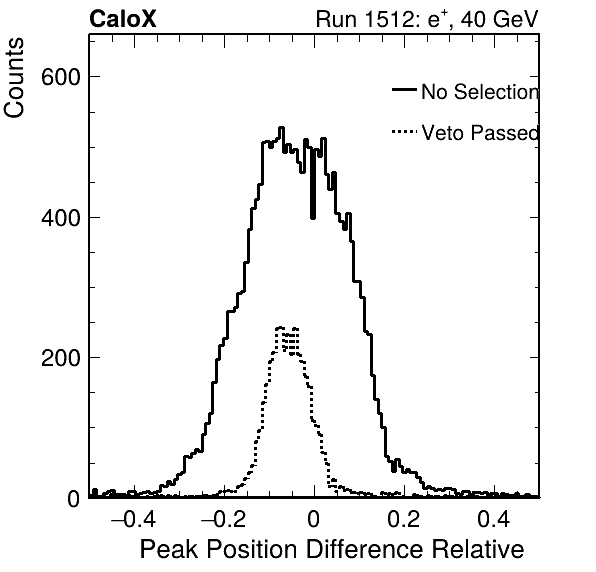 CaloX Run 1512: e+, 40 GeV
Counts
600
No Selection
Veto Passed
400
200
0
−0.4 −0.2 0 0.2 0.4
Peak Position Difference Relative